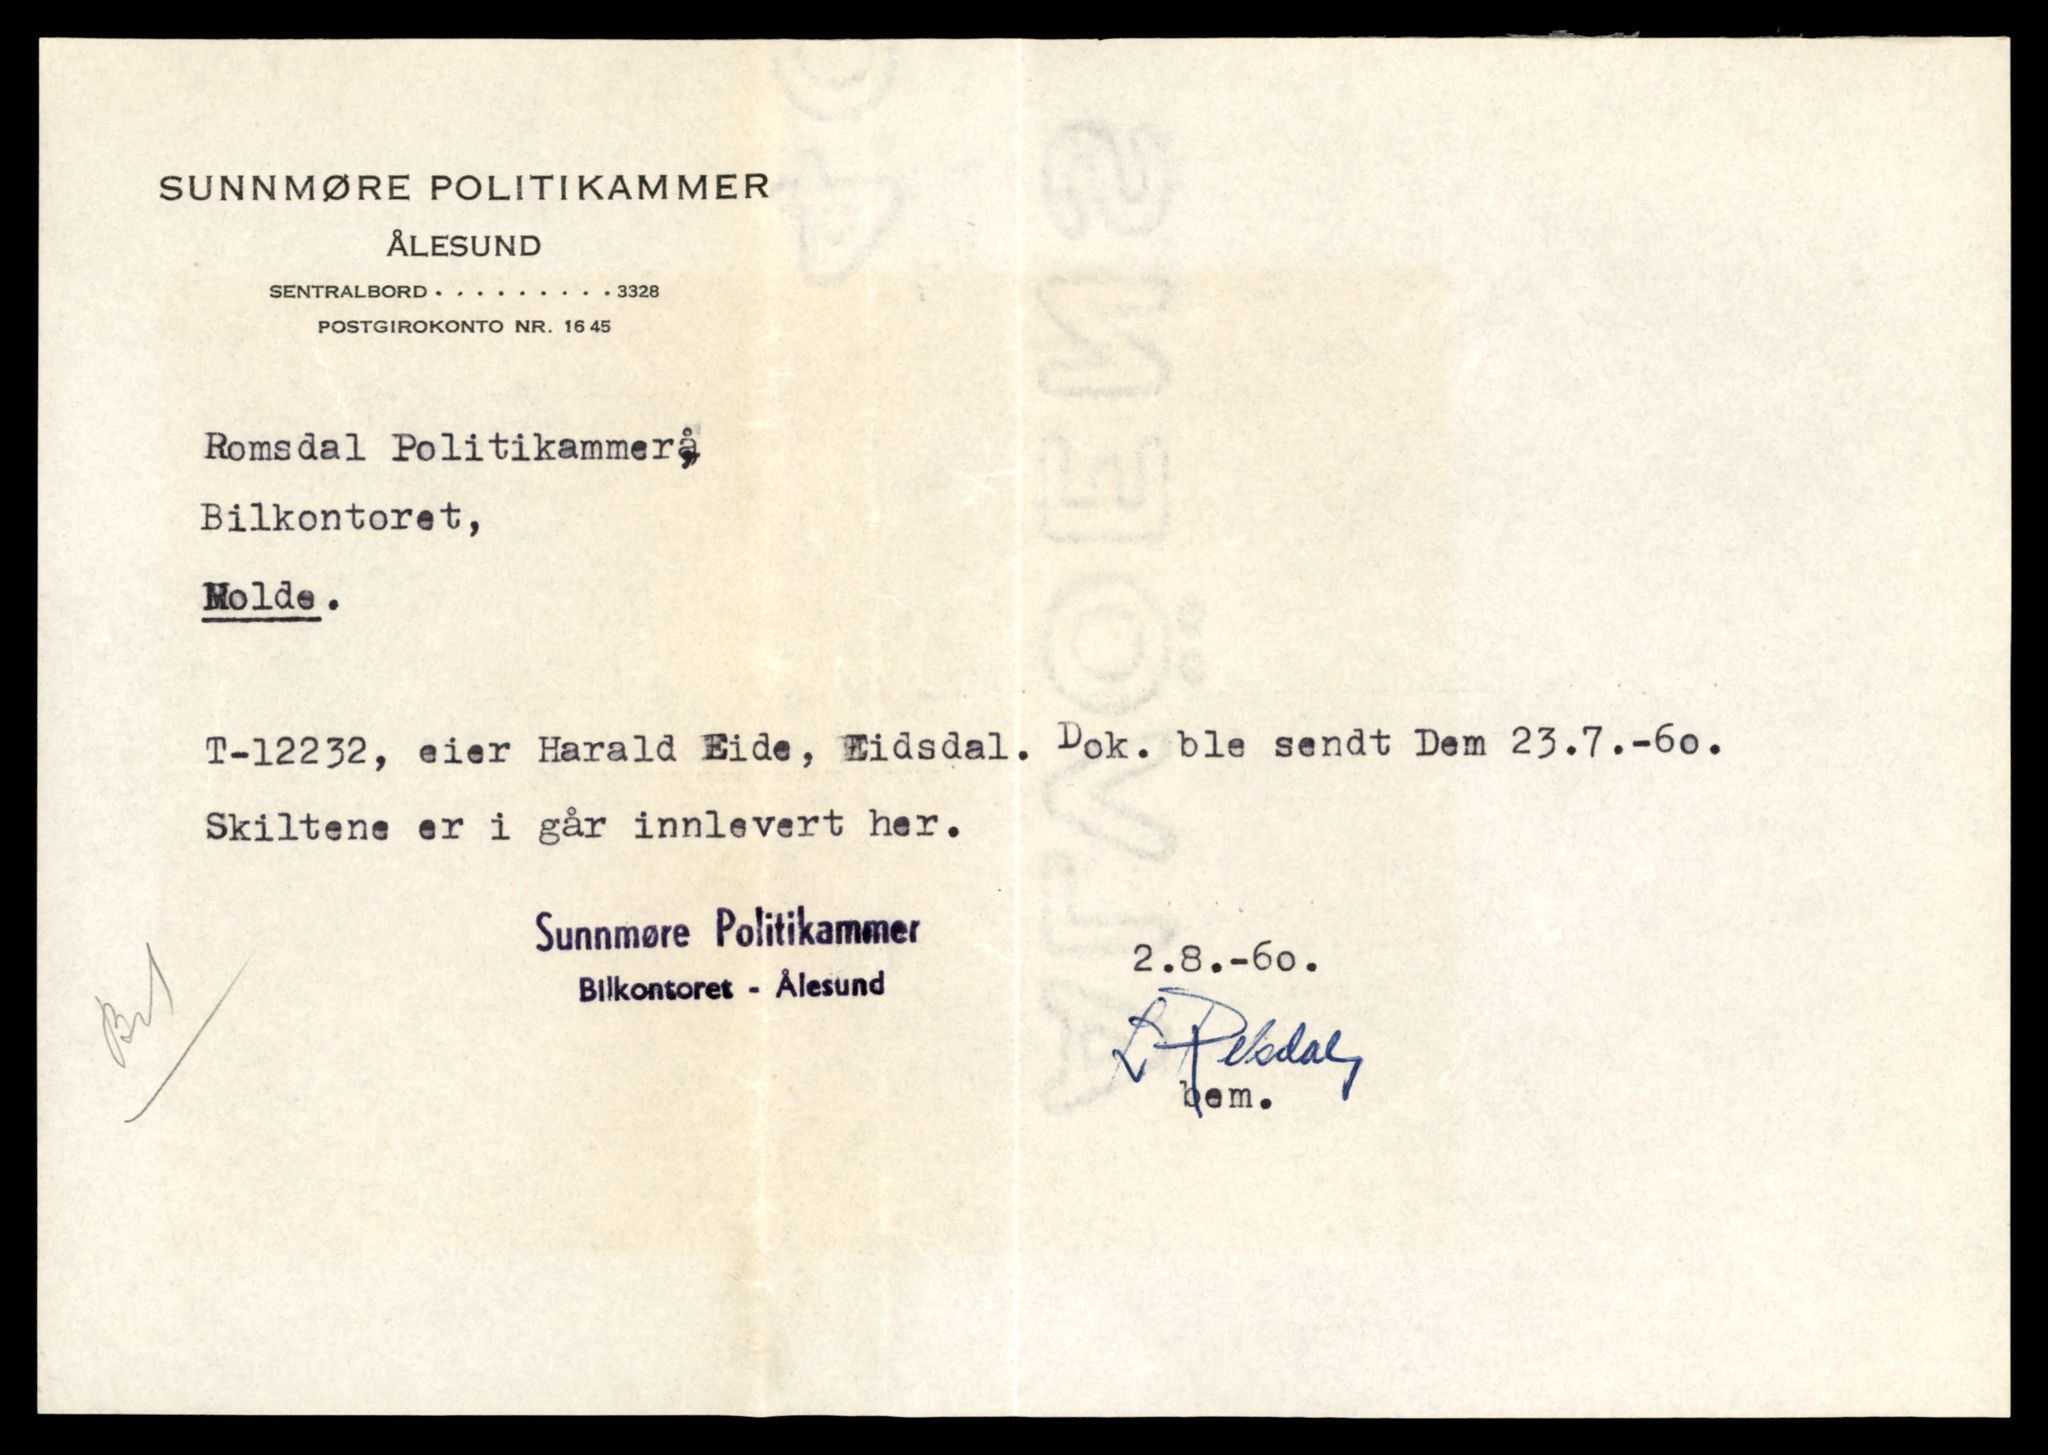 SUNNMØRE POLITIKAMMER
ÅLESUND
SENTRALBORD . . . . . . . . . 3328
POSTGIROKONTO NR. 1645
Romsdal Politikammer,
Bilkontoret,
Molde.
T-12232, eier Harald Eide, Eidsdal. Dok. ble sendt Dem 23.7.-60.
Skiltene er i går innlevert her.
Sunnmøre Politikammer
Bilkontoret - Ålesund
2.8.-60.
bem.